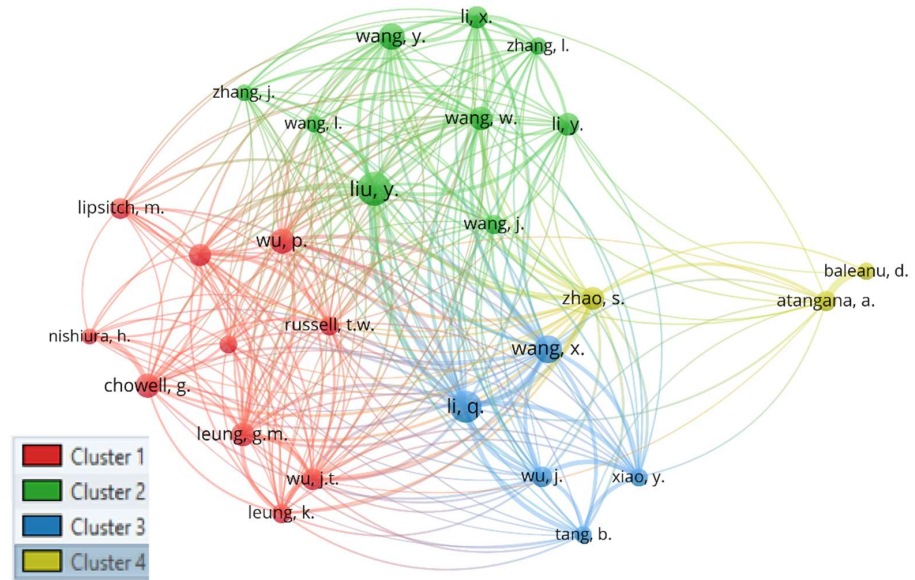 li, x.
wang, y.
zhang, l.
zhang, j.
wang, l.
wang, w.
li, y.
liu, y.
lipsitch, m.
wang, j.
wu, p.
baleanu, d.
zhao, s.
atangana, a.
russell, t.w.
nishiura, h.
wang, x.
chowell, g.
li, q.
leung, g.m.
wu, j.t.
wu, j.
xiao, y.
leung, k.
tang, b.
Cluster 1
Cluster 2
Cluster 3
Cluster 4